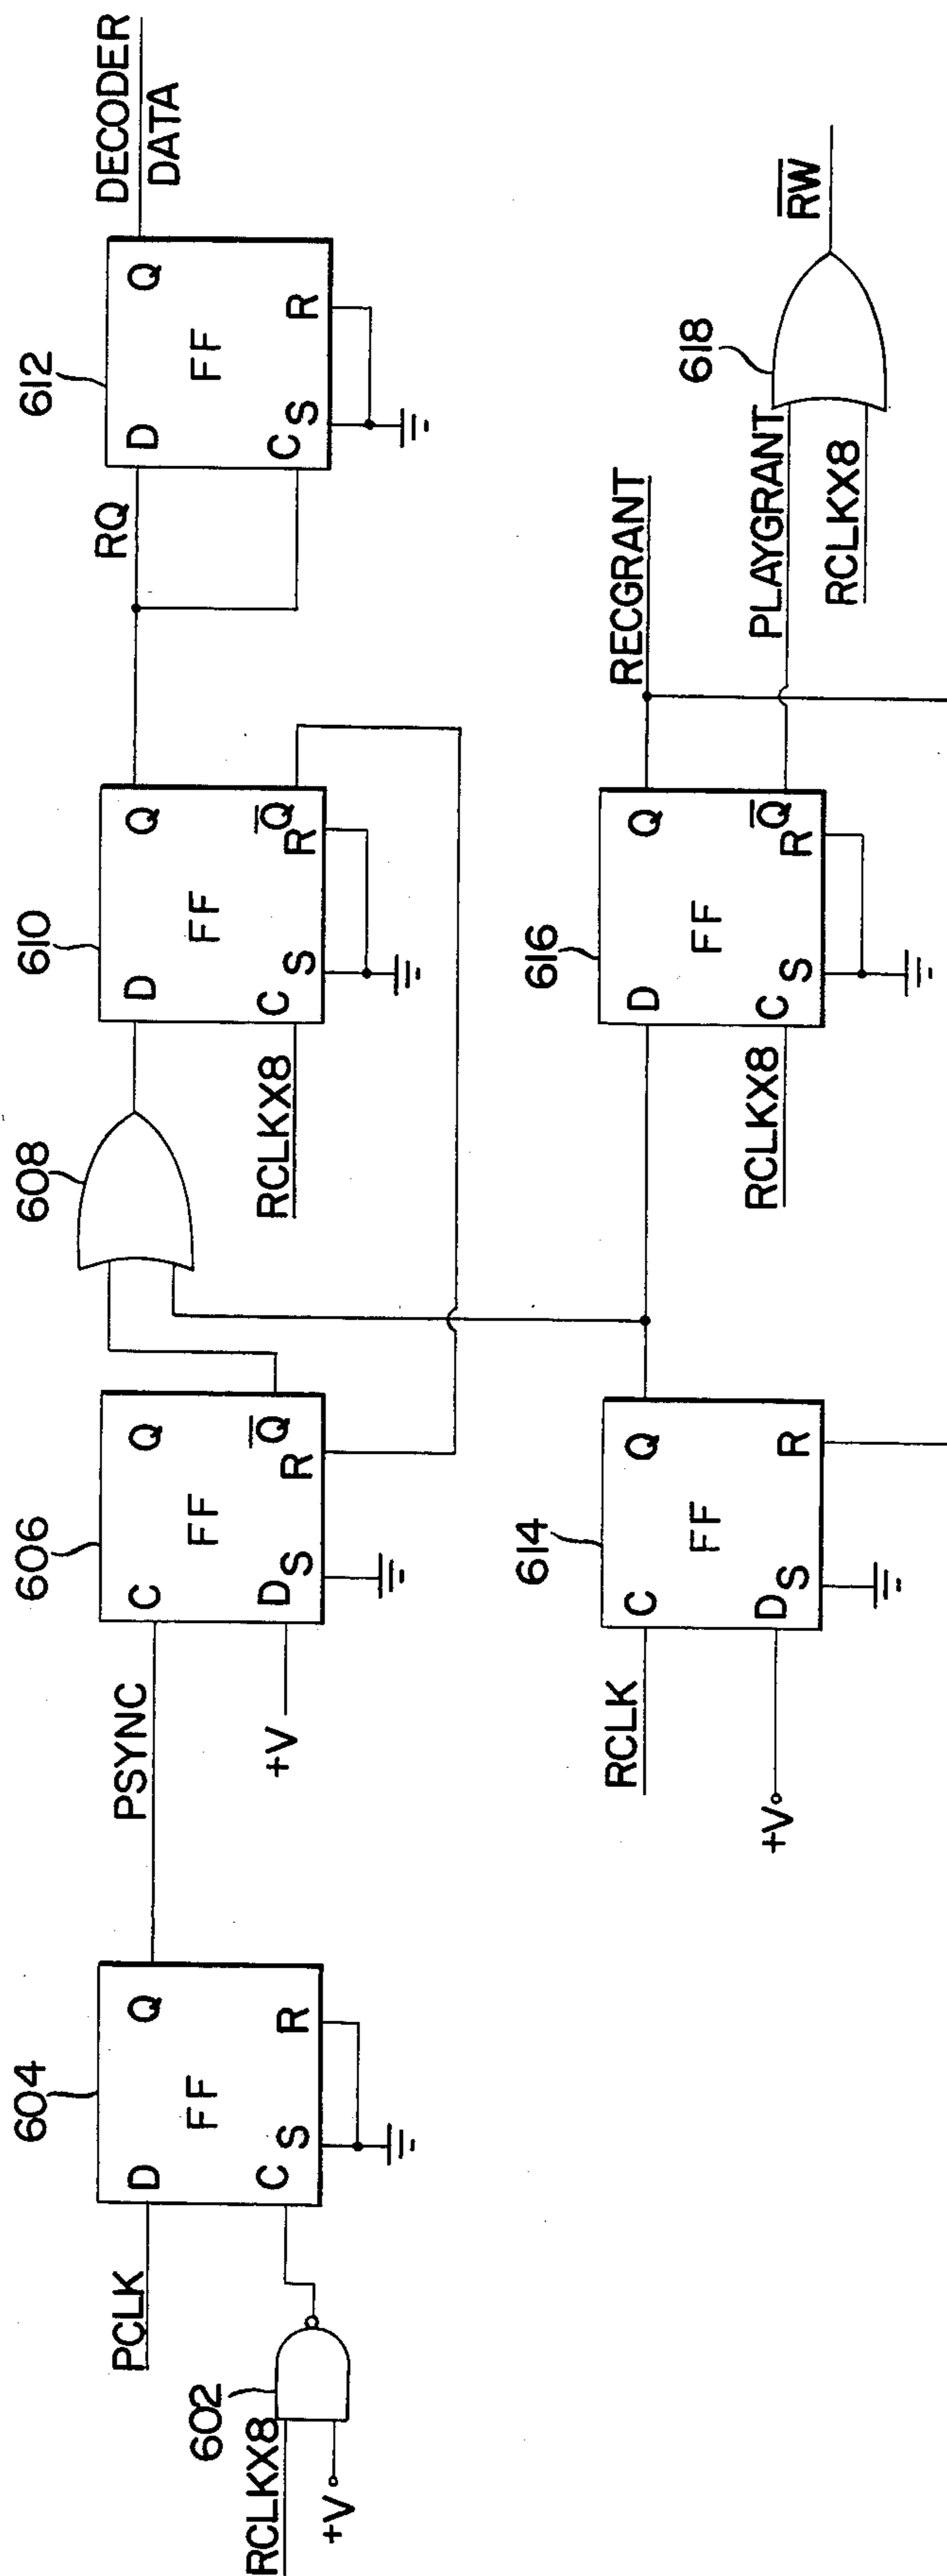 PCLK
RCLKX8
+V
602
604
D
Q
FF
C
S
R
PSYNC
606
C
Q
FF
D
S
R
Q̅
+V
608
610
D
Q
FF
C
S
R
Q̅
RCLKX8
RQ
612
D
Q
FF
C
S
R
DECODER
DATA
RCLK
+V
614
C
Q
FF
D
S
R
616
D
Q
FF
C
S
R
Q̅
RCLKX8
RECGRANT
PLAYGRANT
RCLKX8
618
R̅W̅